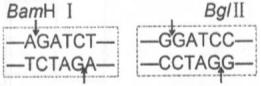 BamH I
—AGATCT—
—TCTAGA—
Bgl II
—GGATCC—
—CCTAGG—